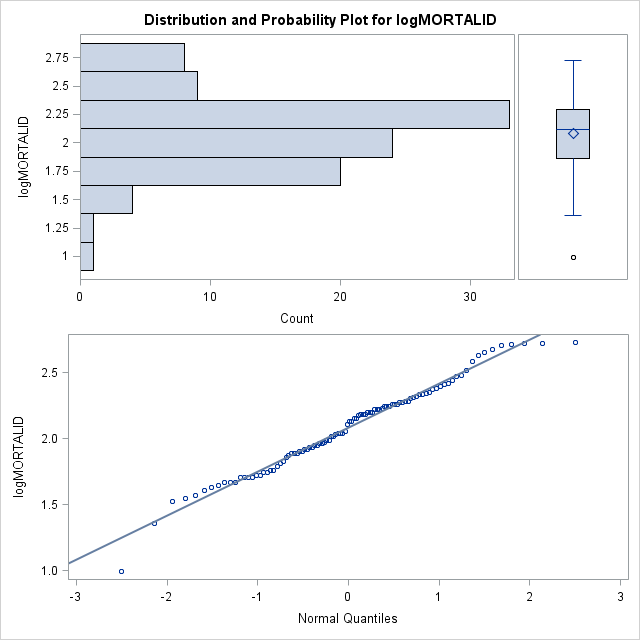 Distribution and Probability Plot for logMORTALID
logMORTALID
2.75
2.5
2.25
2
1.75
1.5
1.25
1
0 10 20 30
Count
logMORTALID
2.5
2.0
1.5
1.0
-3 -2 -1 0 1 2 3
Normal Quantiles